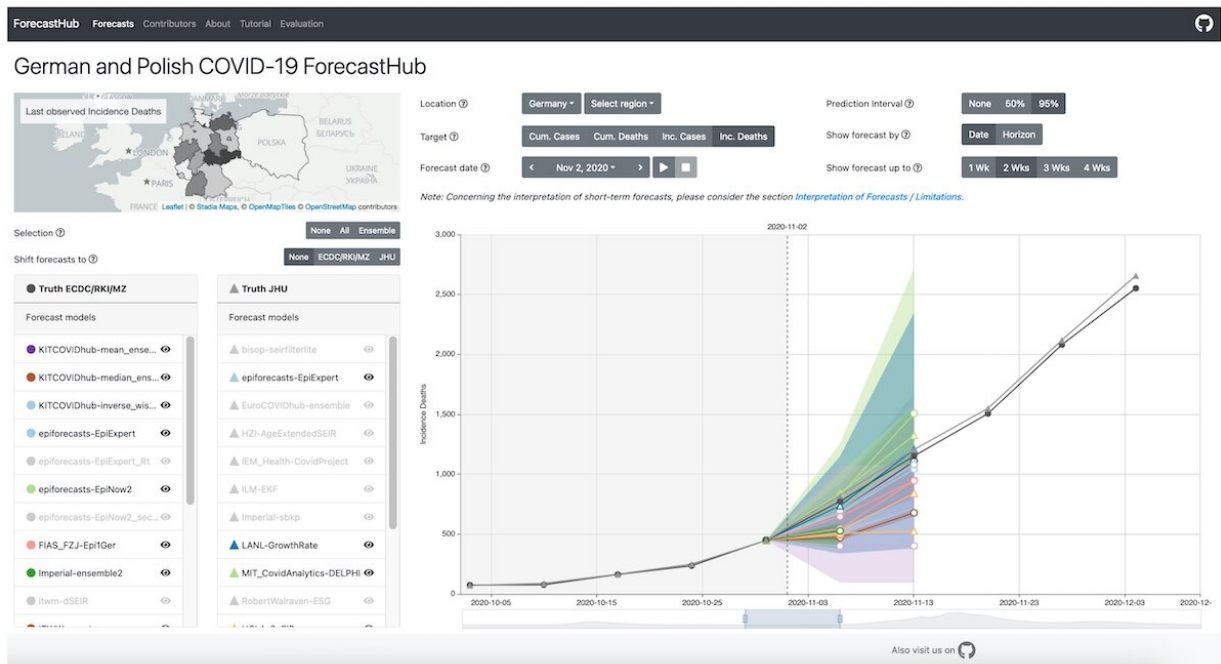 ForecastHub Forecasts Contributors About Tutorial Evaluation
German and Polish COVID-19 ForecastHub
Last observed Incidence Deaths
BELARUS
БЕЛАРУСЬ
POLSKA
LONDON
PARIS
UKRAINE
УКРАЇНА
FRANCE
Leaflet | © Stadia Maps, © OpenMapTiles © OpenStreetMap contributors
Location ? Germany Select region
Target ? Cum. Cases Cum. Deaths Inc. Cases Inc. Deaths
Forecast date ? < Nov 2, 2020 >
Prediction Interval ? None 50% 95%
Show forecast by ? Date Horizon
Show forecast up to ? 1 Wk 2 Wks 3 Wks 4 Wks
Note: Concerning the interpretation of short-term forecasts, please consider the section Interpretation of Forecasts / Limitations.
Selection ? None All Ensemble
Shift forecasts to ? None ECDC/RKI/MZ JHU
Truth ECDC/RKI/MZ
Forecast models
KITCOVIDhub-mean_ense...
KITCOVIDhub-median_ens...
KITCOVIDhub-inverse_wis...
epiforecasts-EpiExpert
epiforecasts-EpiExpert_Rt
epiforecasts-EpiNow2
epiforecasts-EpiNow2_sec...
FIAS_FZJ-Epi1Ger
Imperial-ensemble2
itwm-dSEIR
Truth JHU
Forecast models
bisop-seirfilterlite
epiforecasts-EpiExpert
EuroCOVIDhub-ensemble
HZI-AgeExtendedSEIR
IEM_Health-CovidProject
ILM-EKF
Imperial-sbkp
LANL-GrowthRate
MIT_CovidAnalytics-DELPHI
RobertWalraven-ESG
2020-11-02
Incidence Deaths
3,000
2,500
2,000
1,500
1,000
500
0
2020-10-05 2020-10-15 2020-10-25 2020-11-03 2020-11-13 2020-11-23 2020-12-03 2020-12-
Also visit us on